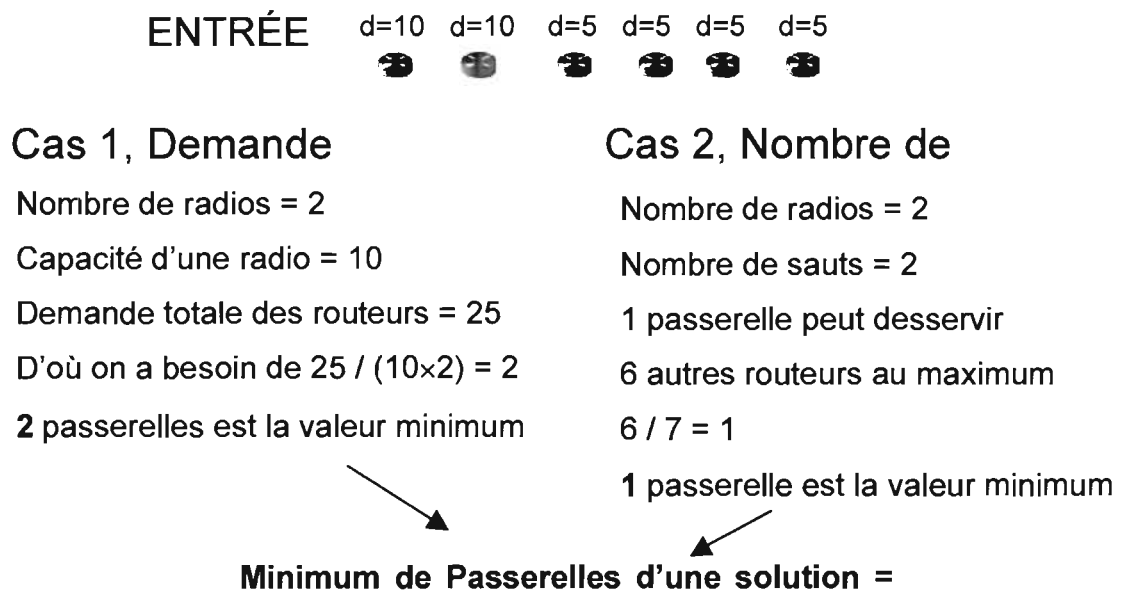 ENTRÉE d=10 d=10 d=5 d=5 d=5 d=5
Cas 1, Demande
Nombre de radios = 2
Capacité d'une radio = 10
Demande totale des routeurs = 25
D'où on a besoin de 25 / (10×2) = 2
2 passerelles est la valeur minimum
Cas 2, Nombre de
Nombre de radios = 2
Nombre de sauts = 2
1 passerelle peut desservir
6 autres routeurs au maximum
6 / 7 = 1
1 passerelle est la valeur minimum
Minimum de Passerelles d'une solution =